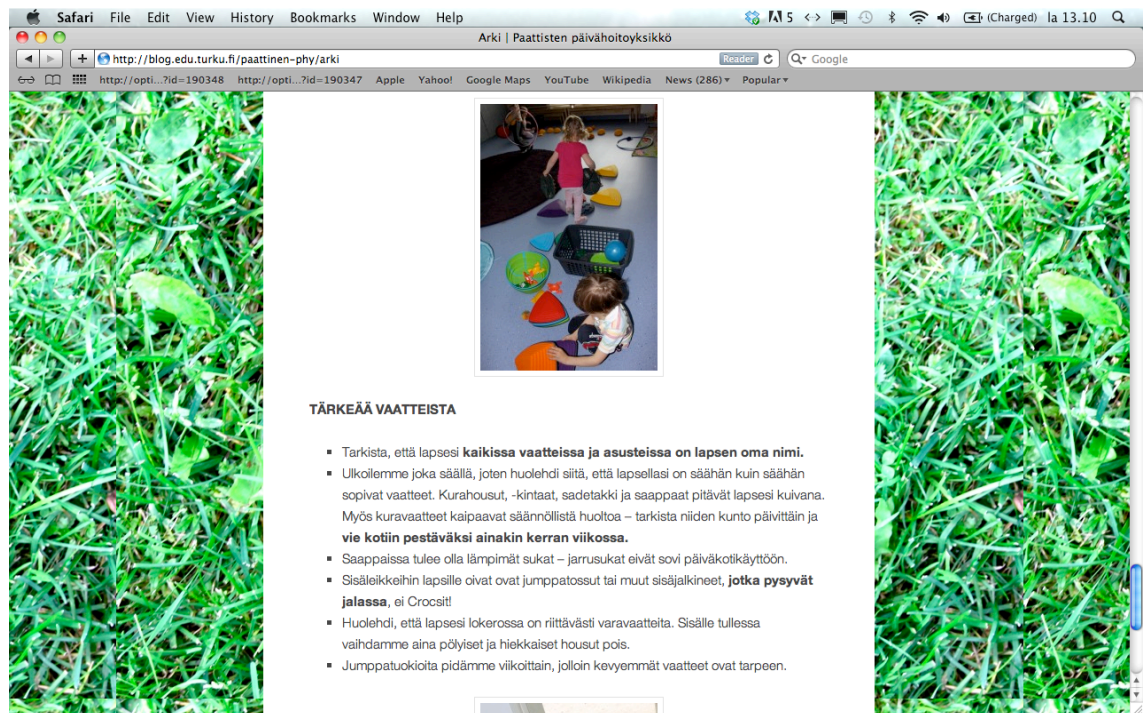 Safari File Edit View History Bookmarks Window Help 5 (Charged) la 13.10
Arki | Paattisten päivähoitoyksikkö
http://blog.edu.turku.fi/paattinen-phy/arki Reader Google
http://opti...?id=190348 http://opti...?id=190347 Apple Yahoo! Google Maps YouTube Wikipedia News (286) Popular
TÄRKEÄÄ VAATTEISTA
Tarkista, että lapsesi kaikissa vaatteissa ja asusteissa on lapsen oma nimi.
Ulkoilemme joka säällä, joten huolehdi siitä, että lapsellasi on säähän kuin säähän
sopivat vaatteet. Kurahousut, -kintaat, sadetakki ja saappaat pitävät lapsesi kuivana.
Myös kuravaatteet kaipaavat säännöllistä huoltoa – tarkista niiden kunto päivittäin ja
vie kotiin pestäväksi ainakin kerran viikossa.
Saappaissa tulee olla lämpimät sukat – jarrusukat eivät sovi päiväkotikäyttöön.
Sisäleikkeihin lapsille oivat ovat jumppatossut tai muut sisäjalkineet, jotka pysyvät
jalassa, ei Crocsit!
Huolehdi, että lapsesi lokerossa on riittävästi varavaatteita. Sisälle tullessa
vaihdamme aina pölyiset ja hiekkaiset housut pois.
Jumppatuokioita pidämme viikoittain, jolloin kevyemmät vaatteet ovat tarpeen.